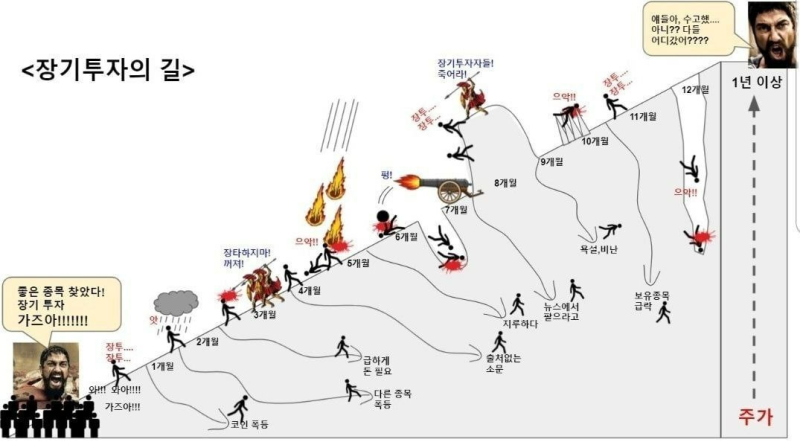 <장기투자의 길>
얘들아, 수고했....
아니?? 다들
어디갔어????
1년 이상
주가
좋은 종목 찾았다!
장기 투자
가즈아!!!!!!!
와!!! 와아!!!!
가즈아!!!
장투....
장투...
1개월
앗
2개월
장타하지마!
꺼져!
3개월
4개월
으악!!
5개월
펑!
6개월
7개월
장기투자자들!
죽어라!
장투....
장투...
8개월
9개월
으악!!
10개월
장투...
장투...
11개월
12개월
으악!!
코인 폭등
다른 종목
폭등
급하게
돈 필요
출처없는
소문
지루하다
뉴스에서
팔으라고
욕설,비난
보유종목
급락